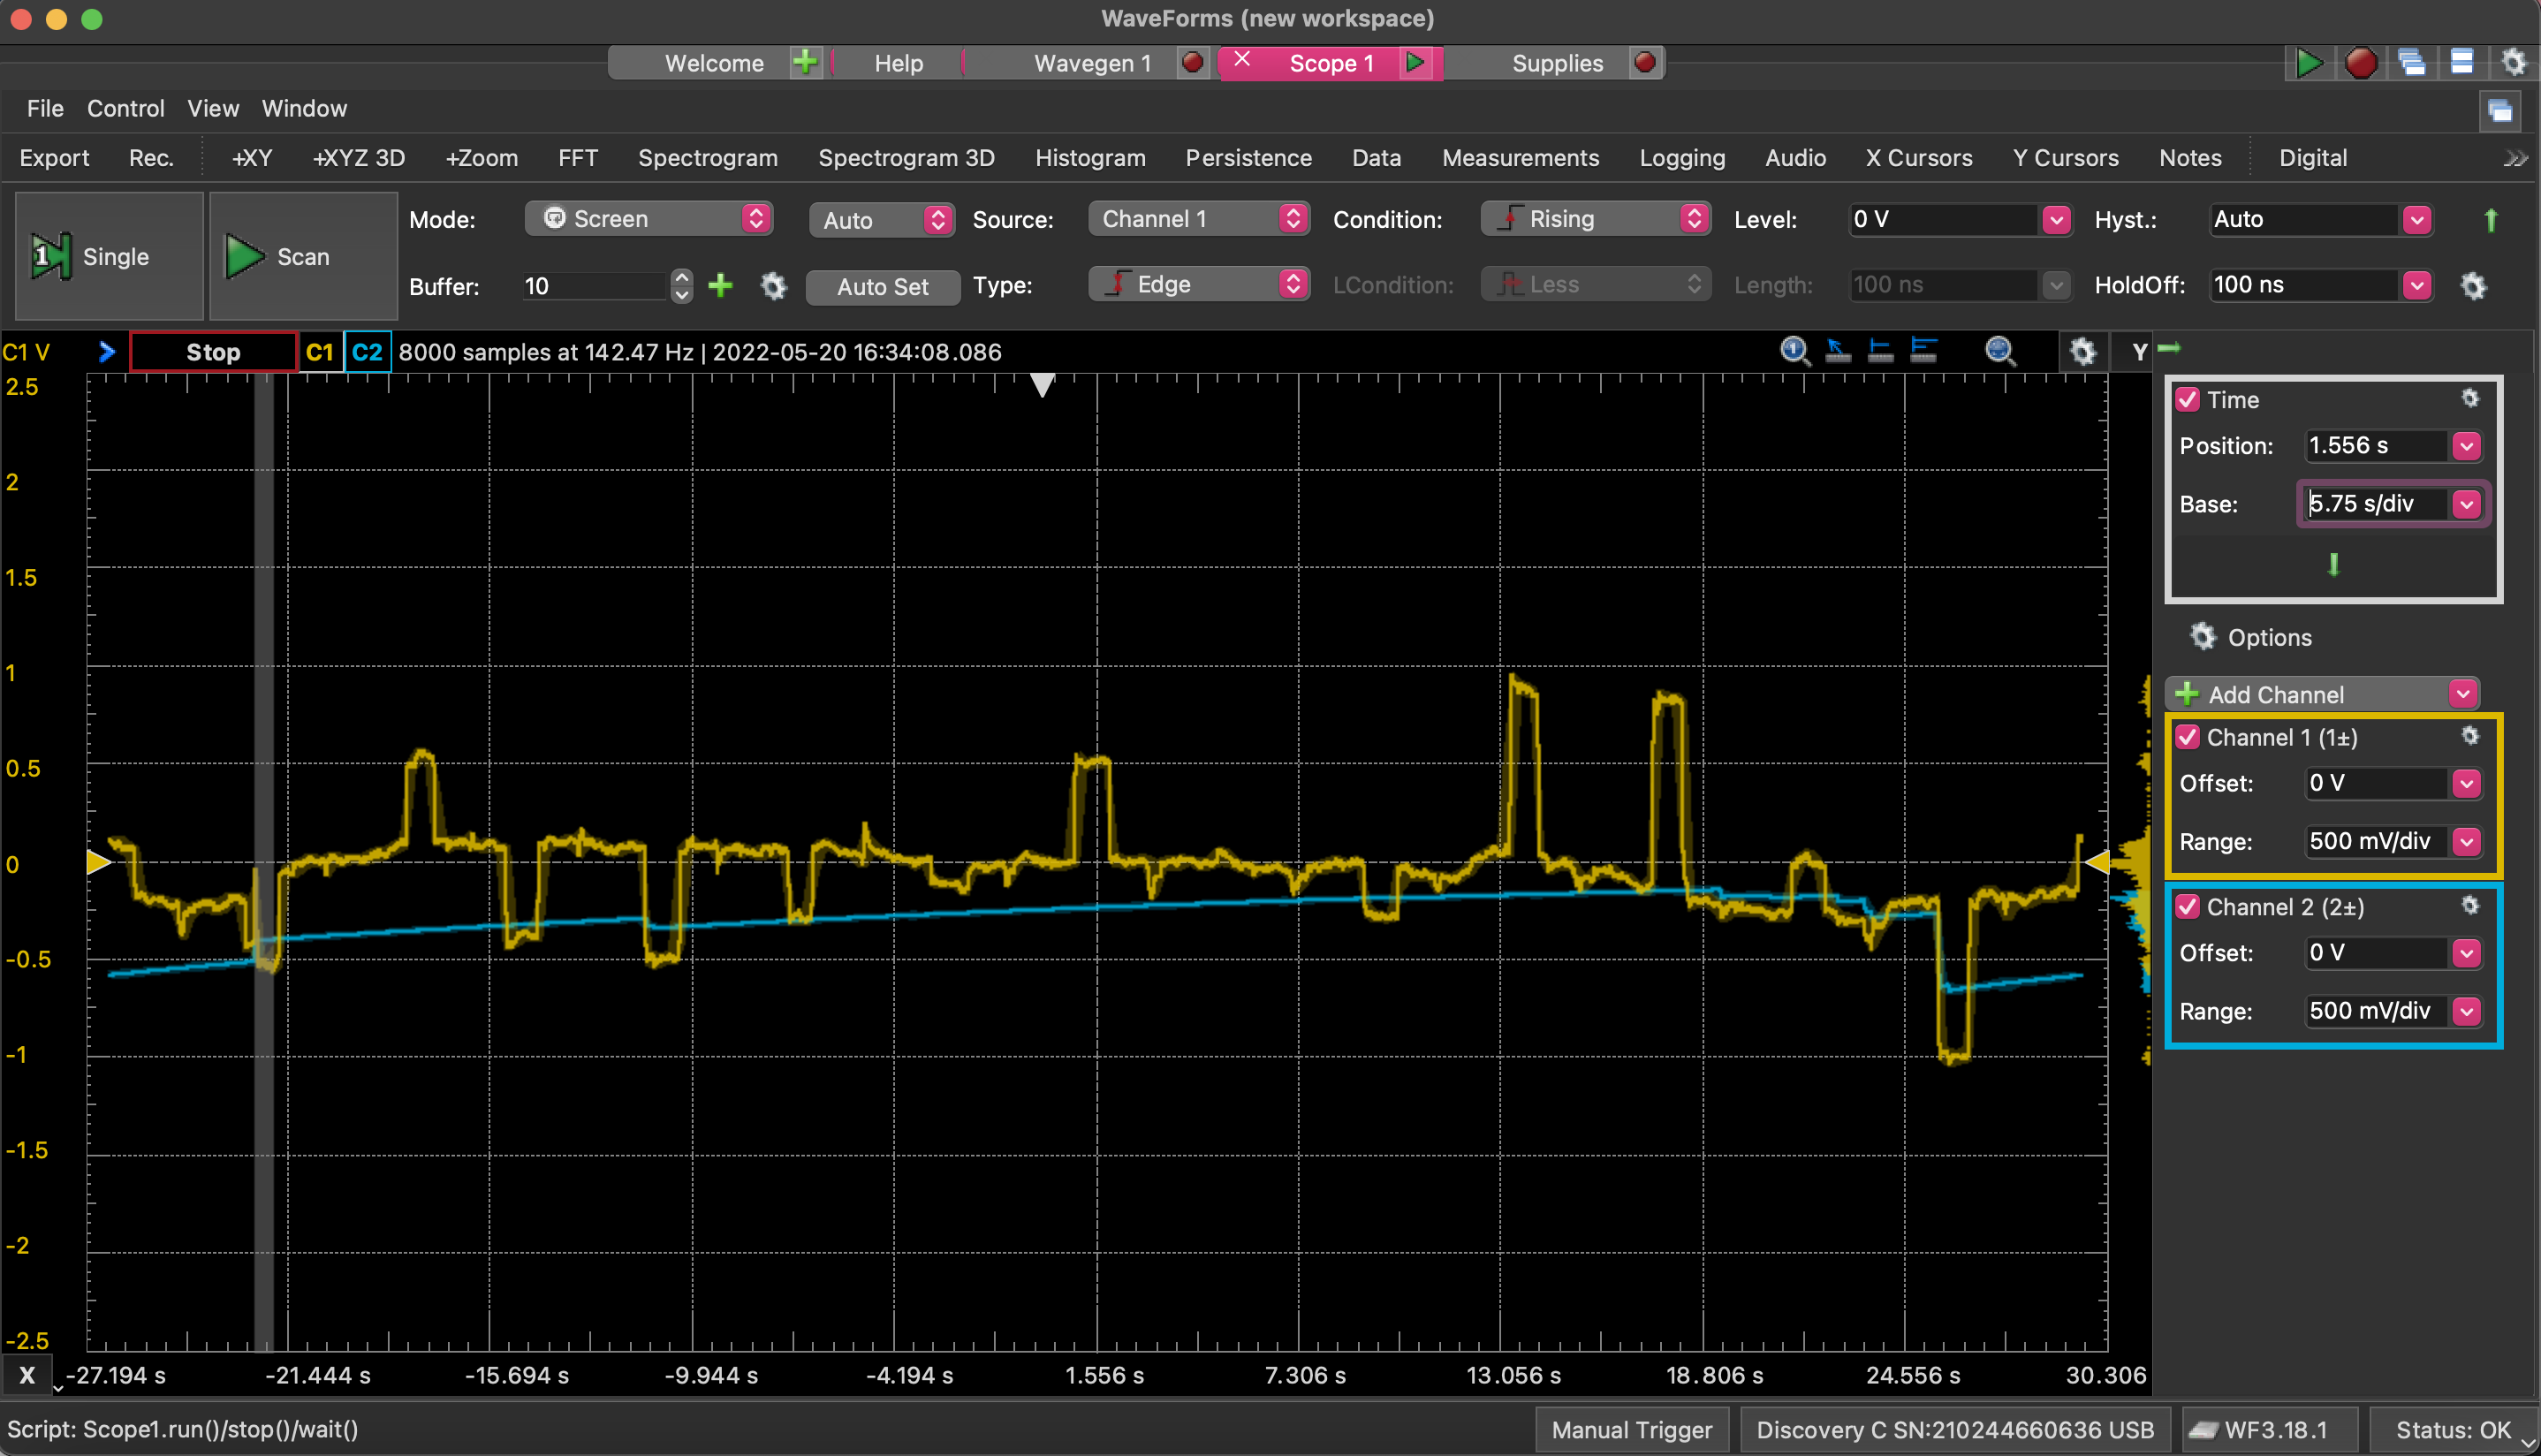 WaveForms (new workspace)
Welcome Help Wavegen 1 Scope 1 Supplies
File Control View Window
Export Rec. +XY +XYZ 3D +Zoom FFT Spectrogram Spectrogram 3D Histogram Persistence Data Measurements Logging Audio X Cursors Y Cursors Notes Digital
1 Single Scan Mode: Screen Auto Source: Channel 1 Condition: Rising Level: 0 V Hyst.: Auto
Buffer: 10 Auto Set Type: Edge LCondition: Less Length: 100 ns HoldOff: 100 ns
C1 V Stop C1 C2 8000 samples at 142.47 Hz | 2022-05-20 16:34:08.086 1 Y
2.5
2
1.5
1
0.5
0
-0.5
-1
-1.5
-2
-2.5
X -27.194 s -21.444 s -15.694 s -9.944 s -4.194 s 1.556 s 7.306 s 13.056 s 18.806 s 24.556 s 30.306
Time
Position: 1.556 s
Base: 5.75 s/div
Options
Add Channel
Channel 1 (1±)
Offset: 0 V
Range: 500 mV/div
Channel 2 (2±)
Offset: 0 V
Range: 500 mV/div
Script: Scope1.run()/stop()/wait() Manual Trigger Discovery C SN:210244660636 USB WF3.18.1 Status: OK